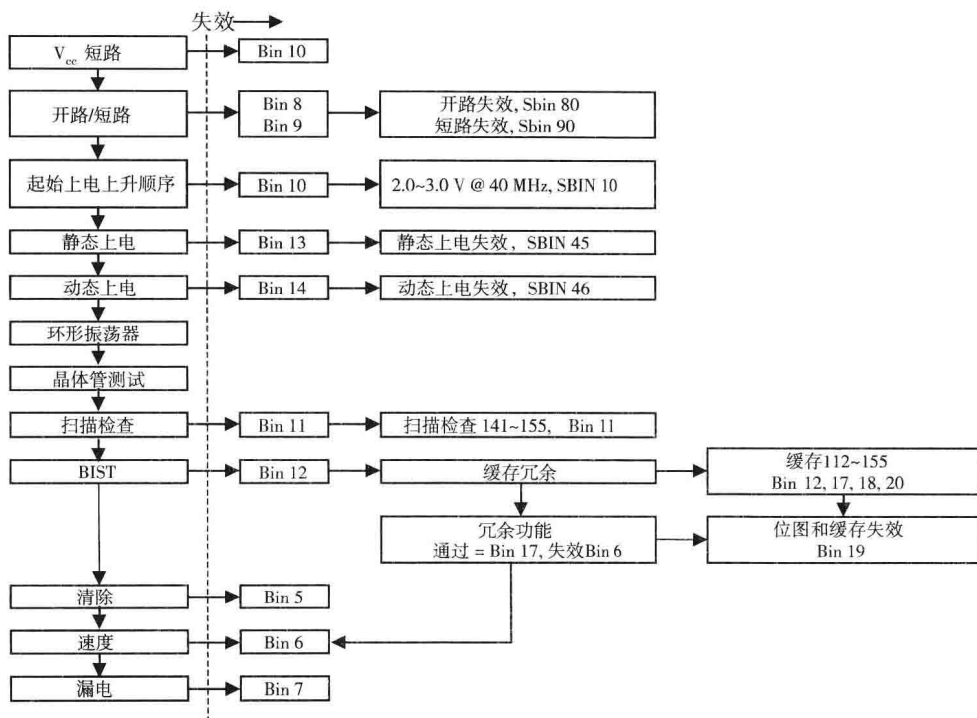 失效
V_cc 短路
Bin 10
开路/短路
Bin 8
Bin 9
开路失效, Sbin 80
短路失效, Sbin 90
起始上电上升顺序
Bin 10
2.0~3.0 V @ 40 MHz, SBIN 10
静态上电
Bin 13
静态上电失效, SBIN 45
动态上电
Bin 14
动态上电失效, SBIN 46
环形振荡器
晶体管测试
扫描检查
Bin 11
扫描检查 141~155, Bin 11
BIST
Bin 12
缓存冗余
缓存112~155
Bin 12, 17, 18, 20
冗余功能
通过 = Bin 17, 失效Bin 6
位图和缓存失效
Bin 19
清除
Bin 5
速度
Bin 6
漏电
Bin 7